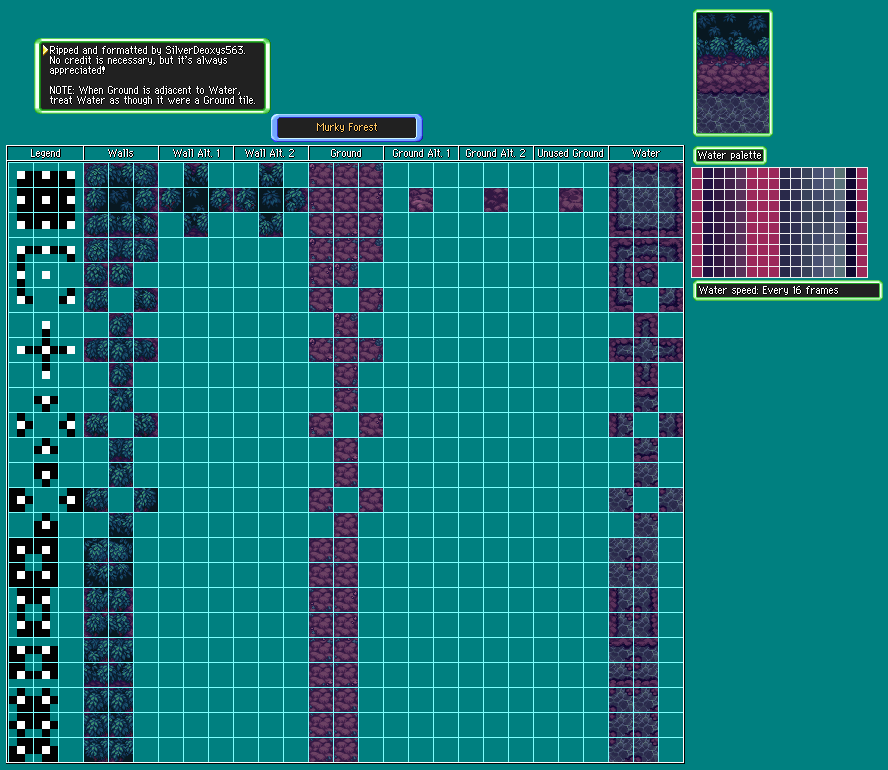 Ripped and formatted by SilverDeoxys563.
No credit is necessary, but it's always
appreciated!
NOTE: When Ground is adjacent to Water,
treat Water as though it were a Ground tile.
Murky Forest
Legend Walls Wall Alt. 1 Wall Alt. 2 Ground Ground Alt. 1 Ground Alt. 2 Unused Ground Water
Water palette
Water speed: Every 16 frames